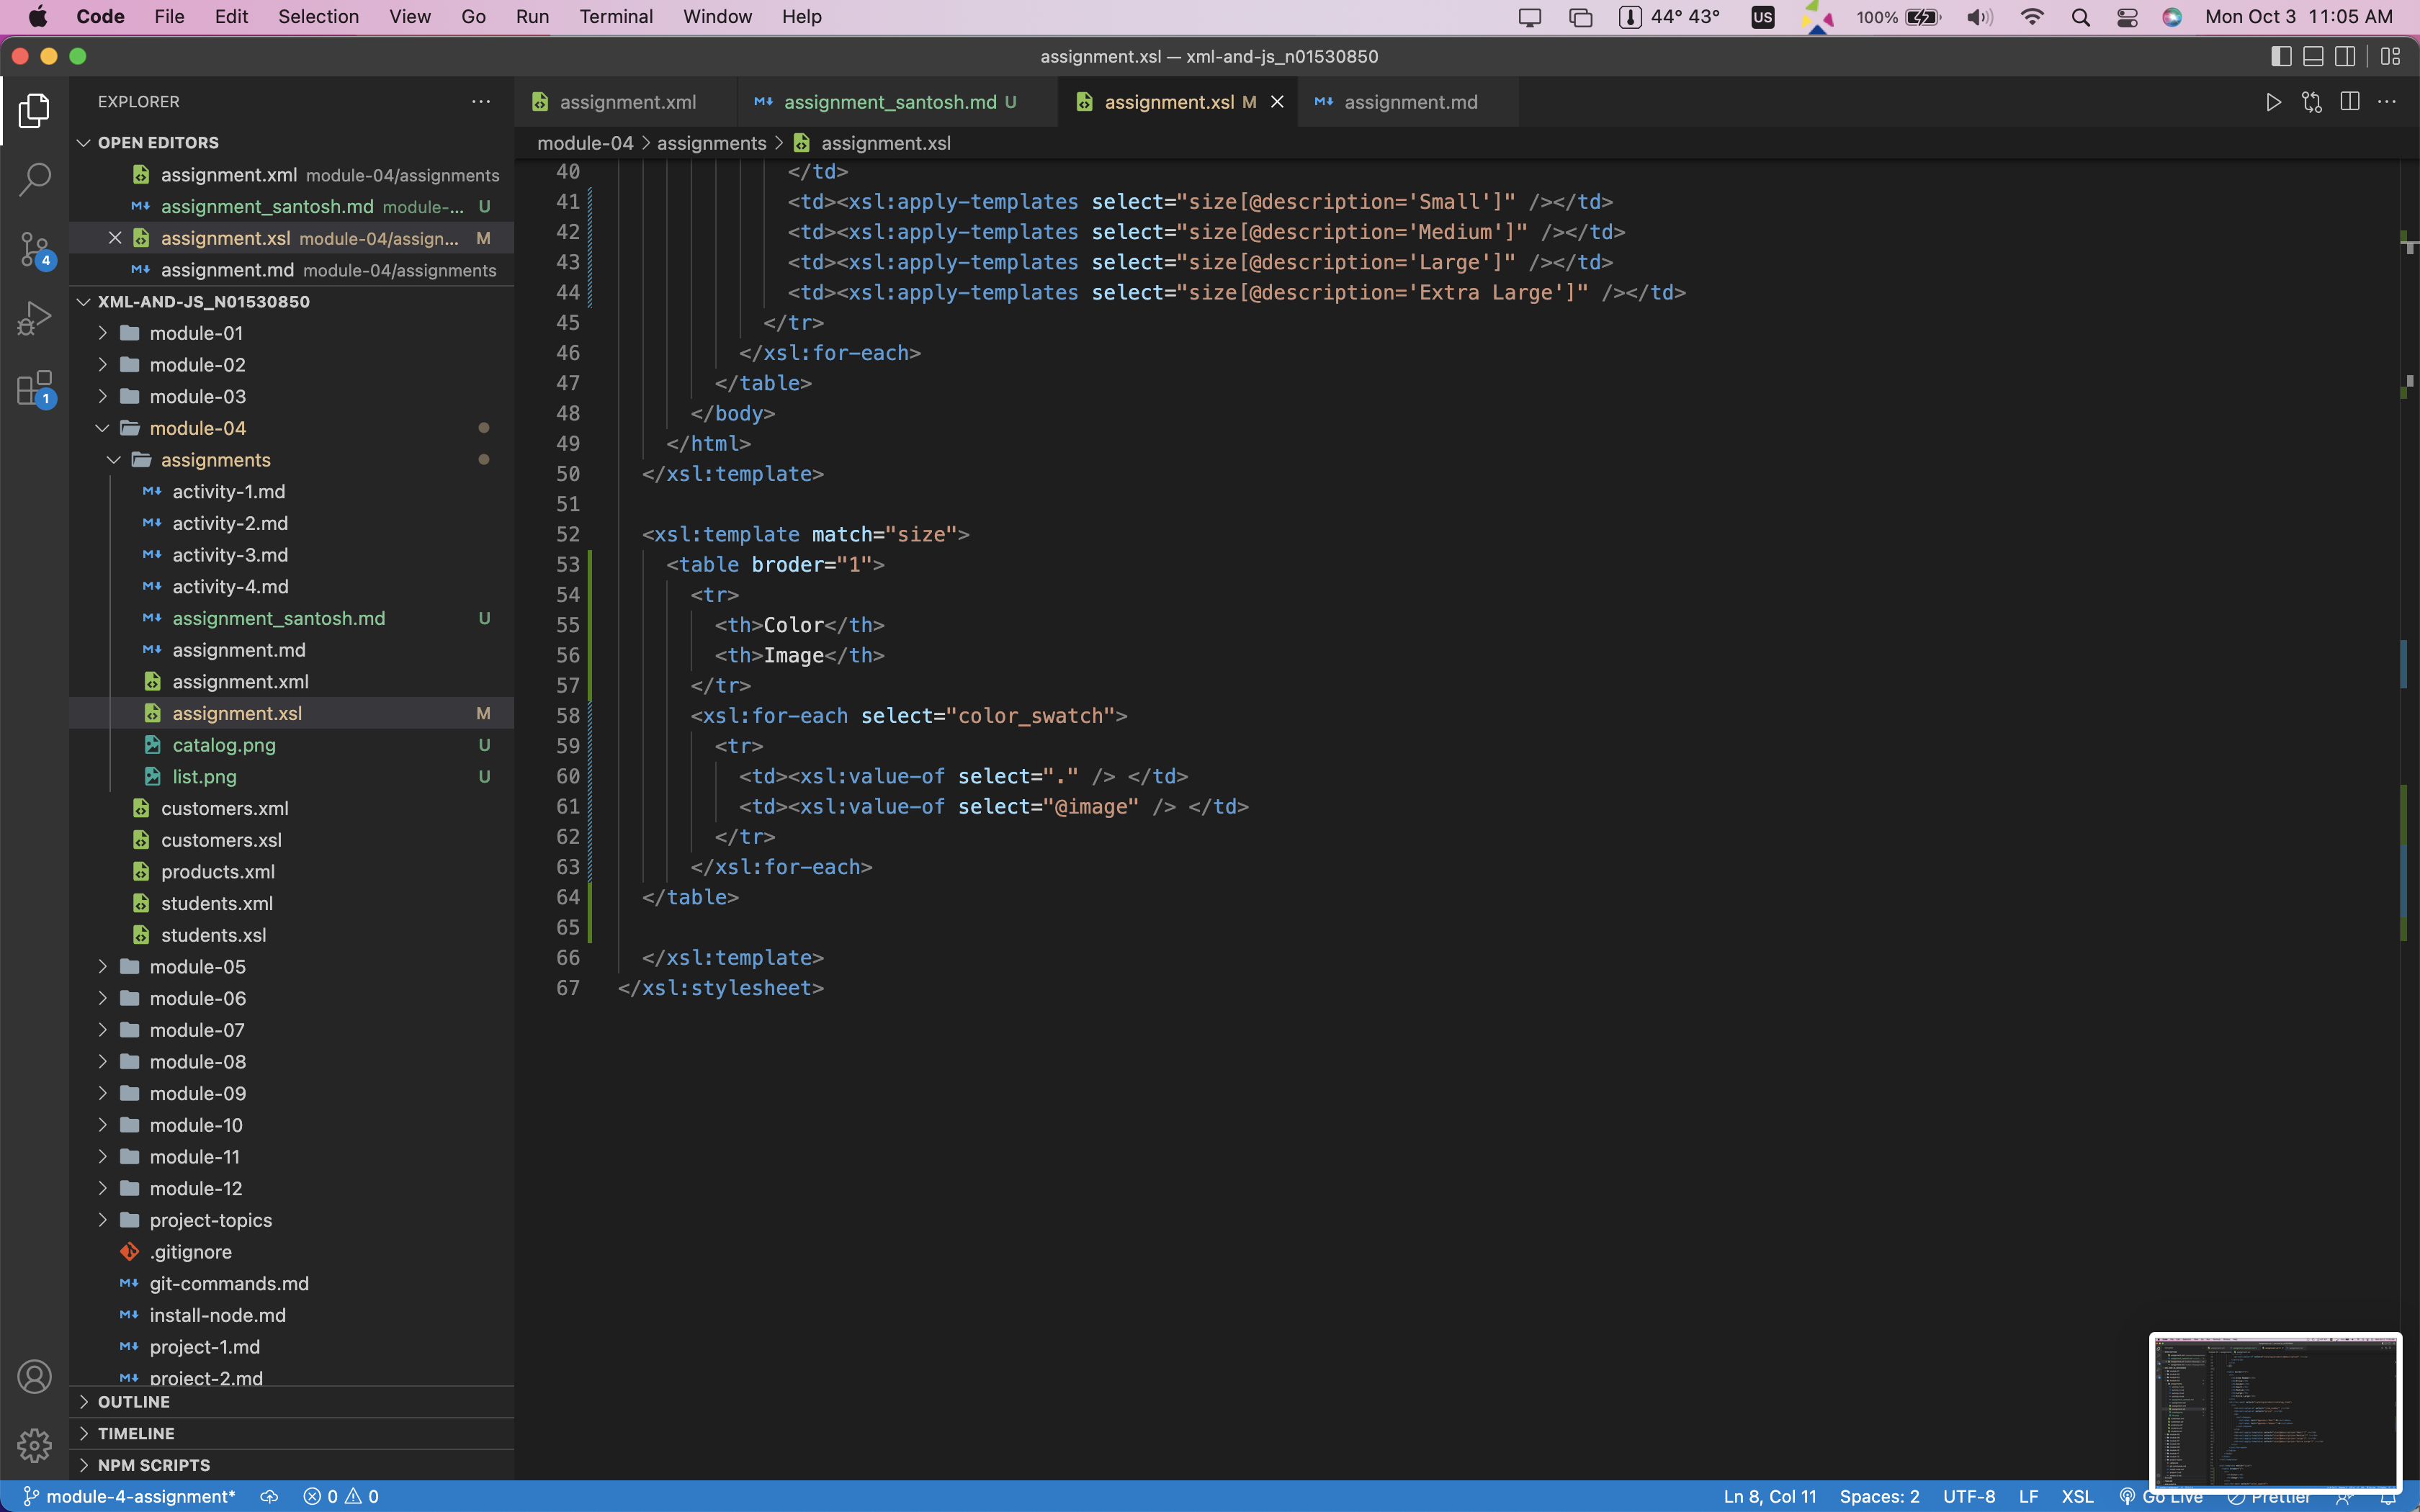 Code File Edit Selection View Go Run Terminal Window Help 44° 43° US 100% Mon Oct 3 11:05 AM
assignment.xsl — xml-and-js_n01530850
EXPLORER
OPEN EDITORS
assignment.xml module-04/assignments
assignment_santosh.md module-... U
assignment.xsl module-04/assign... M
assignment.md module-04/assignments
XML-AND-JS_N01530850
module-01
module-02
module-03
module-04
assignments
activity-1.md
activity-2.md
activity-3.md
activity-4.md
assignment_santosh.md U
assignment.md
assignment.xml
assignment.xsl M
catalog.png U
list.png U
customers.xml
customers.xsl
products.xml
students.xml
students.xsl
module-05
module-06
module-07
module-08
module-09
module-10
module-11
module-12
project-topics
.gitignore
git-commands.md
install-node.md
project-1.md
project-2.md
OUTLINE
TIMELINE
NPM SCRIPTS
4
1
assignment.xml assignment_santosh.md U assignment.xsl M assignment.md
module-04 > assignments > assignment.xsl
40 </td>
41 <td><xsl:apply-templates select="size[@description='Small']" /></td>
42 <td><xsl:apply-templates select="size[@description='Medium']" /></td>
43 <td><xsl:apply-templates select="size[@description='Large']" /></td>
44 <td><xsl:apply-templates select="size[@description='Extra Large']" /></td>
45 </tr>
46 </xsl:for-each>
47 </table>
48 </body>
49 </html>
50 </xsl:template>
51
52 <xsl:template match="size">
53 <table broder="1">
54 <tr>
55 <th>Color</th>
56 <th>Image</th>
57 </tr>
58 <xsl:for-each select="color_swatch">
59 <tr>
60 <td><xsl:value-of select="." /> </td>
61 <td><xsl:value-of select="@image" /> </td>
62 </tr>
63 </xsl:for-each>
64 </table>
65
66 </xsl:template>
67 </xsl:stylesheet>
module-4-assignment* 0 0 Ln 8, Col 11 Spaces: 2 UTF-8 LF XSL Go Live Prettier